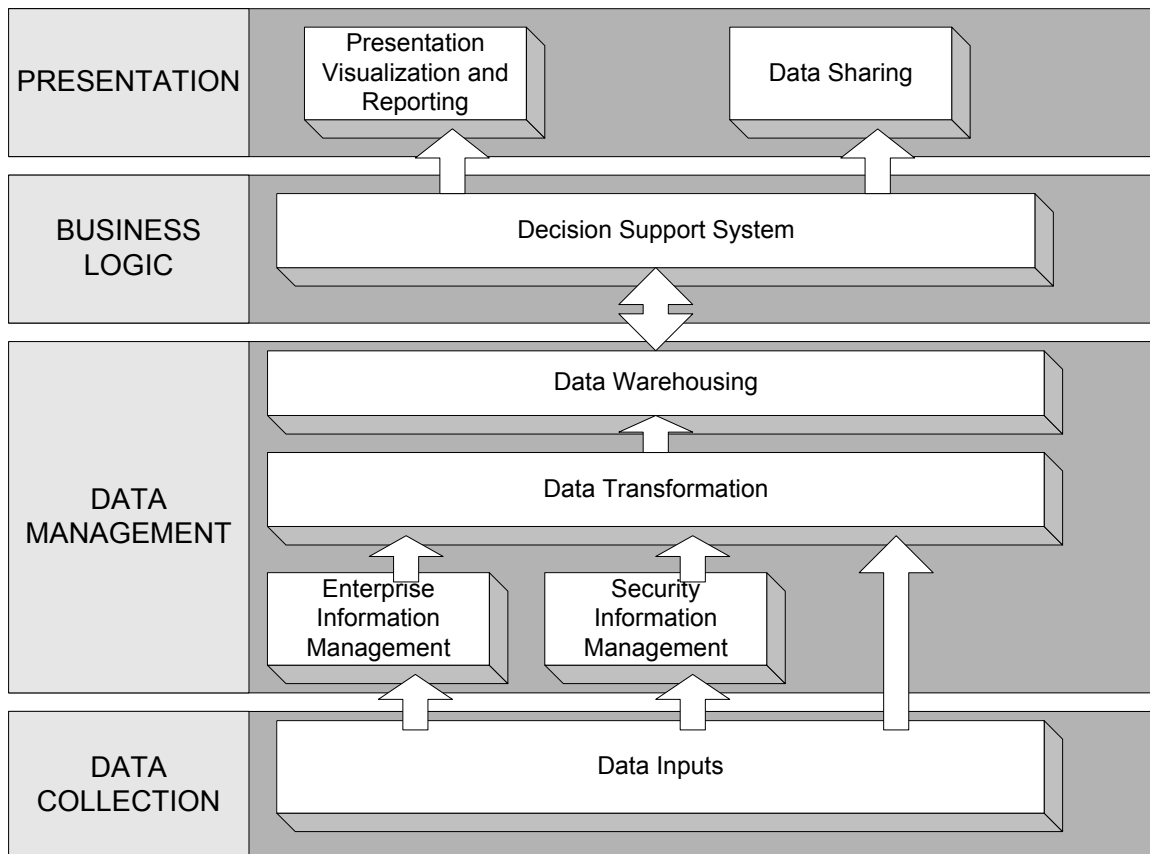 PRESENTATION
Presentation
Visualization and
Reporting
Data Sharing
BUSINESS
LOGIC
Decision Support System
DATA
MANAGEMENT
Data Warehousing
Data Transformation
Enterprise
Information
Management
Security
Information
Management
DATA
COLLECTION
Data Inputs